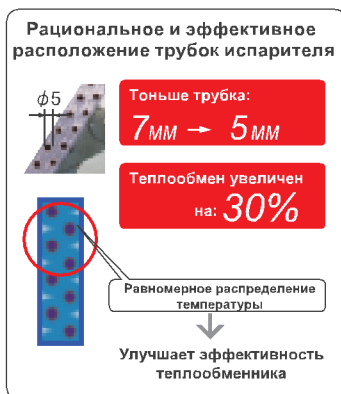 Рациональное и эффективное
расположение трубок испарителя
ϕ5
Тоньше трубка:
7мм → 5мм
Теплообмен увеличен
на: 30%
Равномерное распределение
температуры
Улучшает эффективность
теплообменника